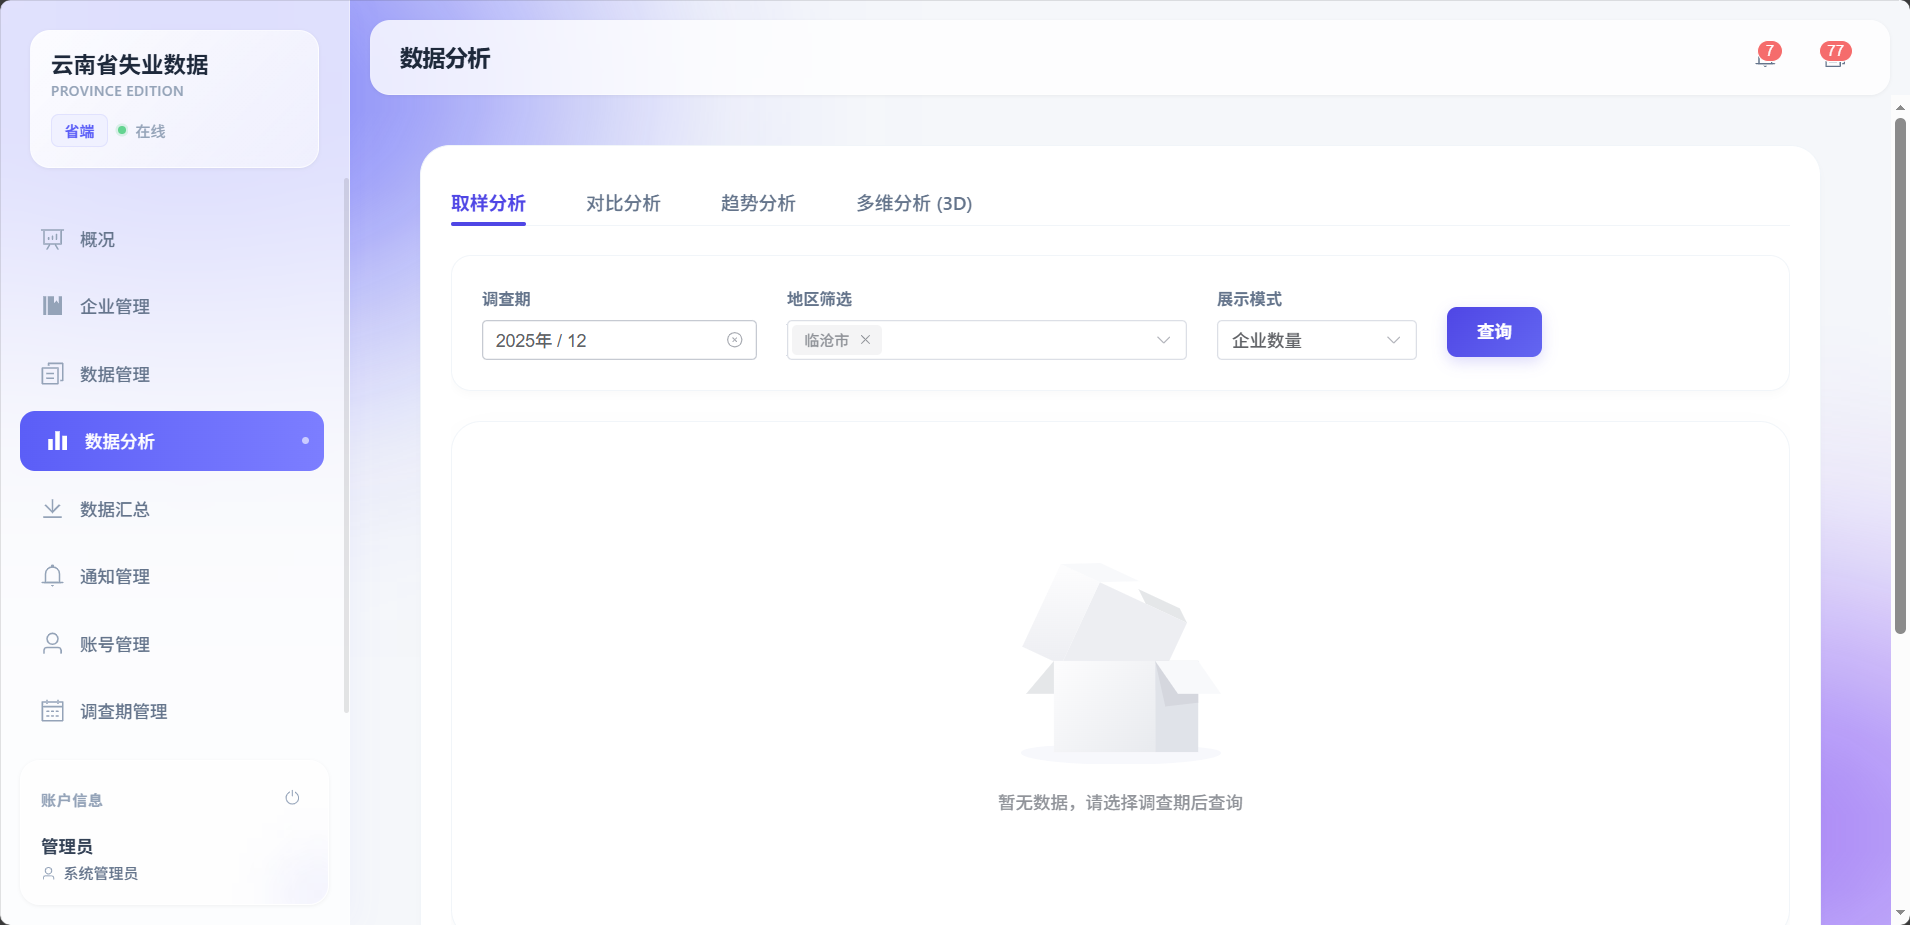 云南省失业数据
PROVINCE EDITION
省端
在线
概况
企业管理
数据管理
数据分析
数据汇总
通知管理
账号管理
调查期管理
账户信息
管理员
系统管理员
数据分析
7
77
取样分析
对比分析
趋势分析
多维分析 (3D)
调查期
2025年 / 12
地区筛选
临沧市
展示模式
企业数量
查询
暂无数据，请选择调查期后查询